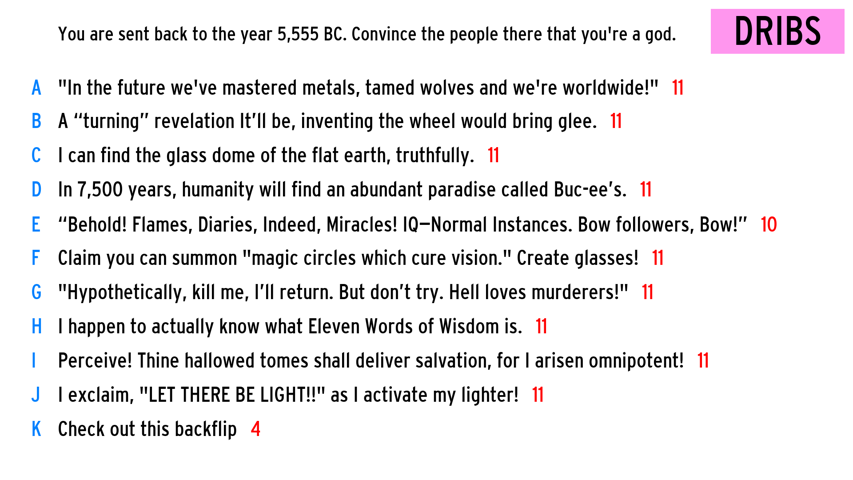 You are sent back to the year 5,555 BC. Convince the people there that you're a god.
DRIBS
A "In the future we've mastered metals, tamed wolves and we're worldwide!" 11
B A “turning” revelation It’ll be, inventing the wheel would bring glee. 11
C I can find the glass dome of the flat earth, truthfully. 11
D In 7,500 years, humanity will find an abundant paradise called Buc-ee’s. 11
E “Behold! Flames, Diaries, Indeed, Miracles! IQ—Normal Instances. Bow followers, Bow!” 10
F Claim you can summon "magic circles which cure vision." Create glasses! 11
G "Hypothetically, kill me, I’ll return. But don’t try. Hell loves murderers!" 11
H I happen to actually know what Eleven Words of Wisdom is. 11
I Perceive! Thine hallowed tomes shall deliver salvation, for I arisen omnipotent! 11
J I exclaim, "LET THERE BE LIGHT!!" as I activate my lighter! 11
K Check out this backflip 4